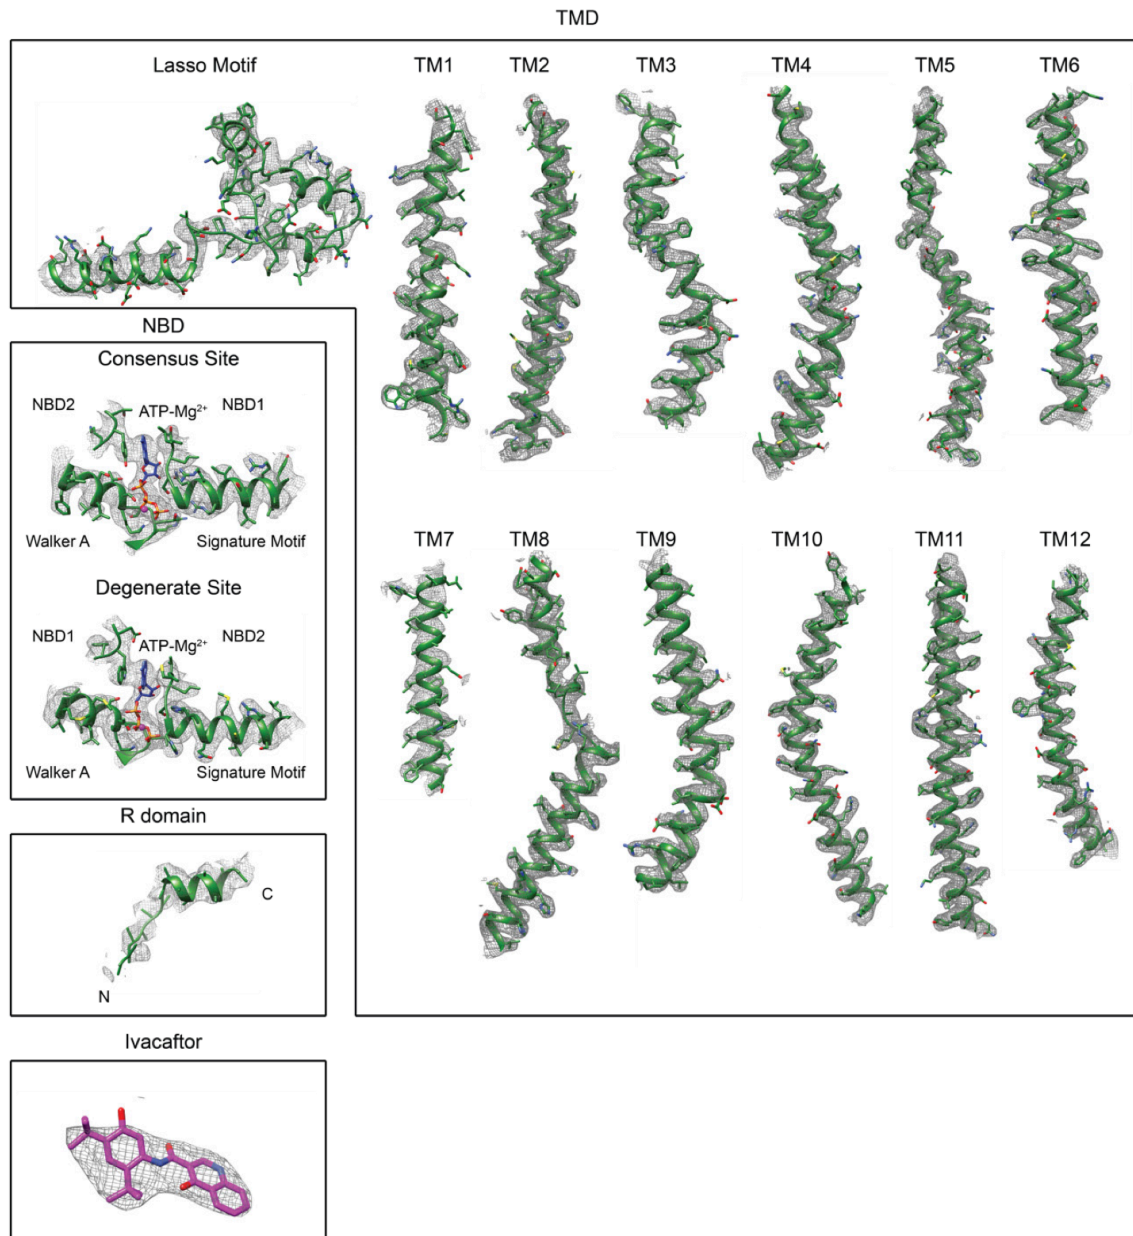 TMD
Lasso Motif
TM1 TM2 TM3 TM4 TM5 TM6
NBD
Consensus Site
NBD2 ATP-Mg²⁺ NBD1
Walker A Signature Motif
Degenerate Site
NBD1 ATP-Mg²⁺ NBD2
Walker A Signature Motif
TM7 TM8 TM9 TM10 TM11 TM12
R domain
C
N
Ivacaftor